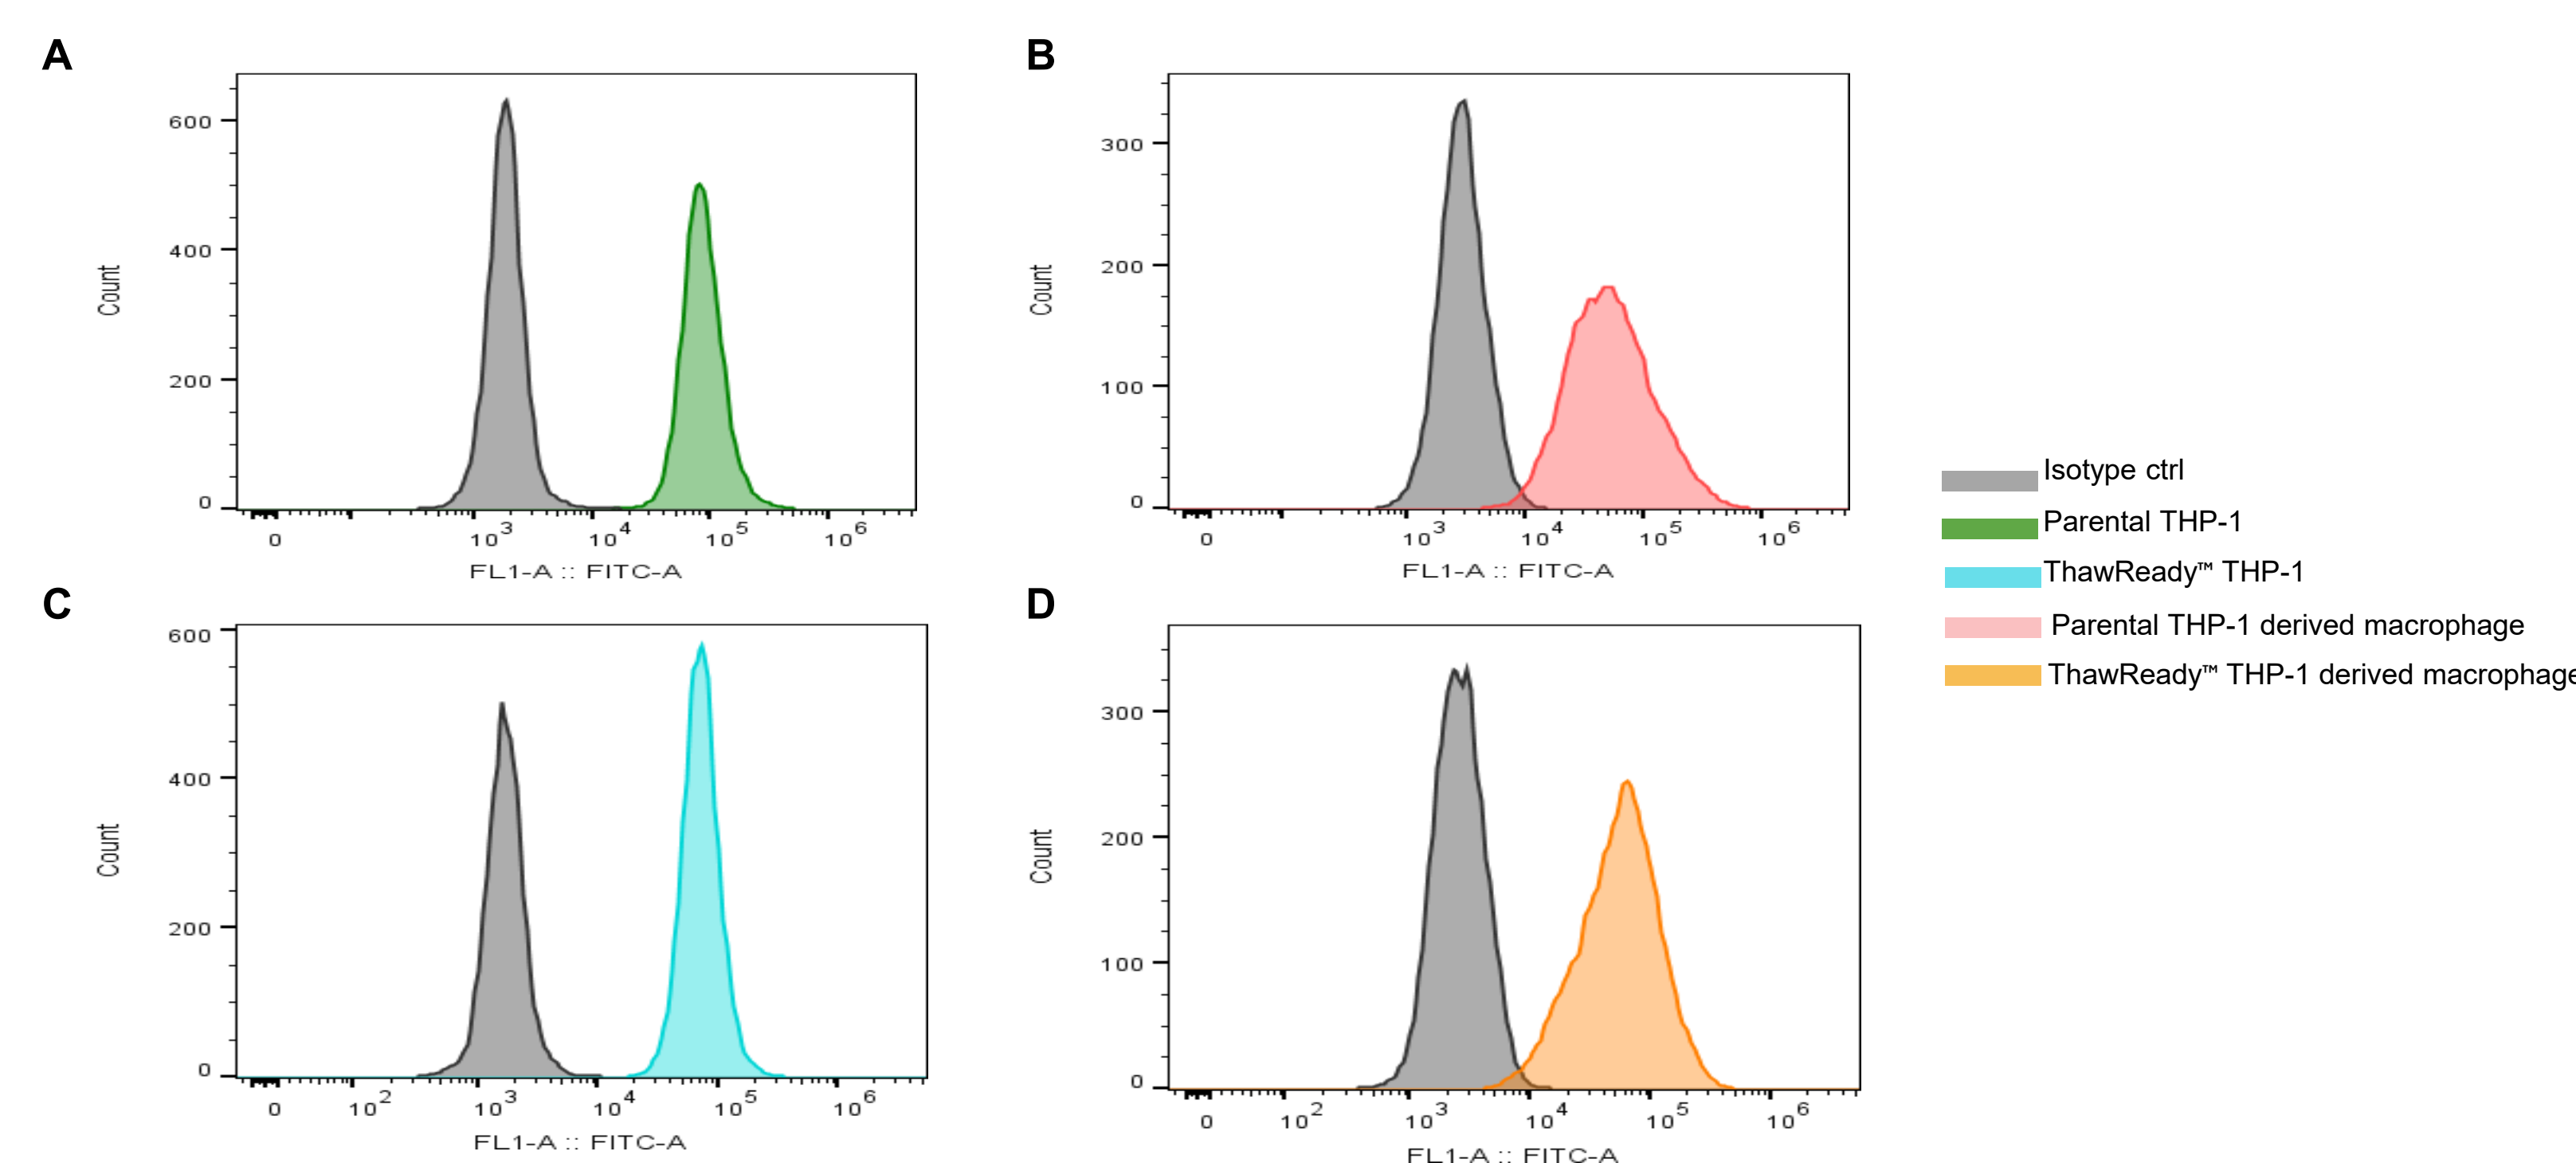 A
600
400
200
0
Count
0
10^3
10^4
10^5
10^6
FL1-A :: FITC-A
B
300
200
100
0
Count
0
10^3
10^4
10^5
10^6
FL1-A :: FITC-A
C
600
400
200
0
Count
0
10^2
10^3
10^4
10^5
10^6
FL1-A :: FITC-A
D
300
200
100
0
Count
0
10^2
10^3
10^4
10^5
10^6
FL1-A :: FITC-A
Isotype ctrl
Parental THP-1
ThawReady™ THP-1
Parental THP-1 derived macrophage
ThawReady™ THP-1 derived macrophage